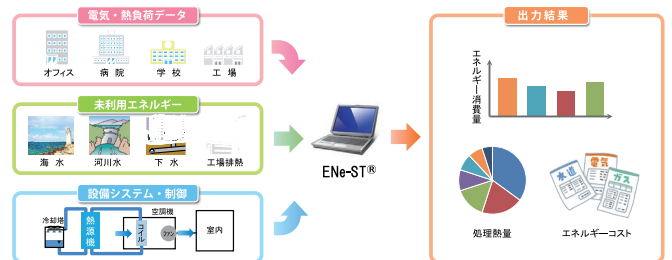 電気・熱負荷データ
オフィス
病院
学校
工場
未利用エネルギー
海水
河川水
下水
工場排熱
設備システム・制御
冷却塔
熱源機
空調機
コイル
ファン
室内
ENe-ST®
出力結果
エネルギー消費量
処理熱量
水道
電気
ガス
エネルギーコスト